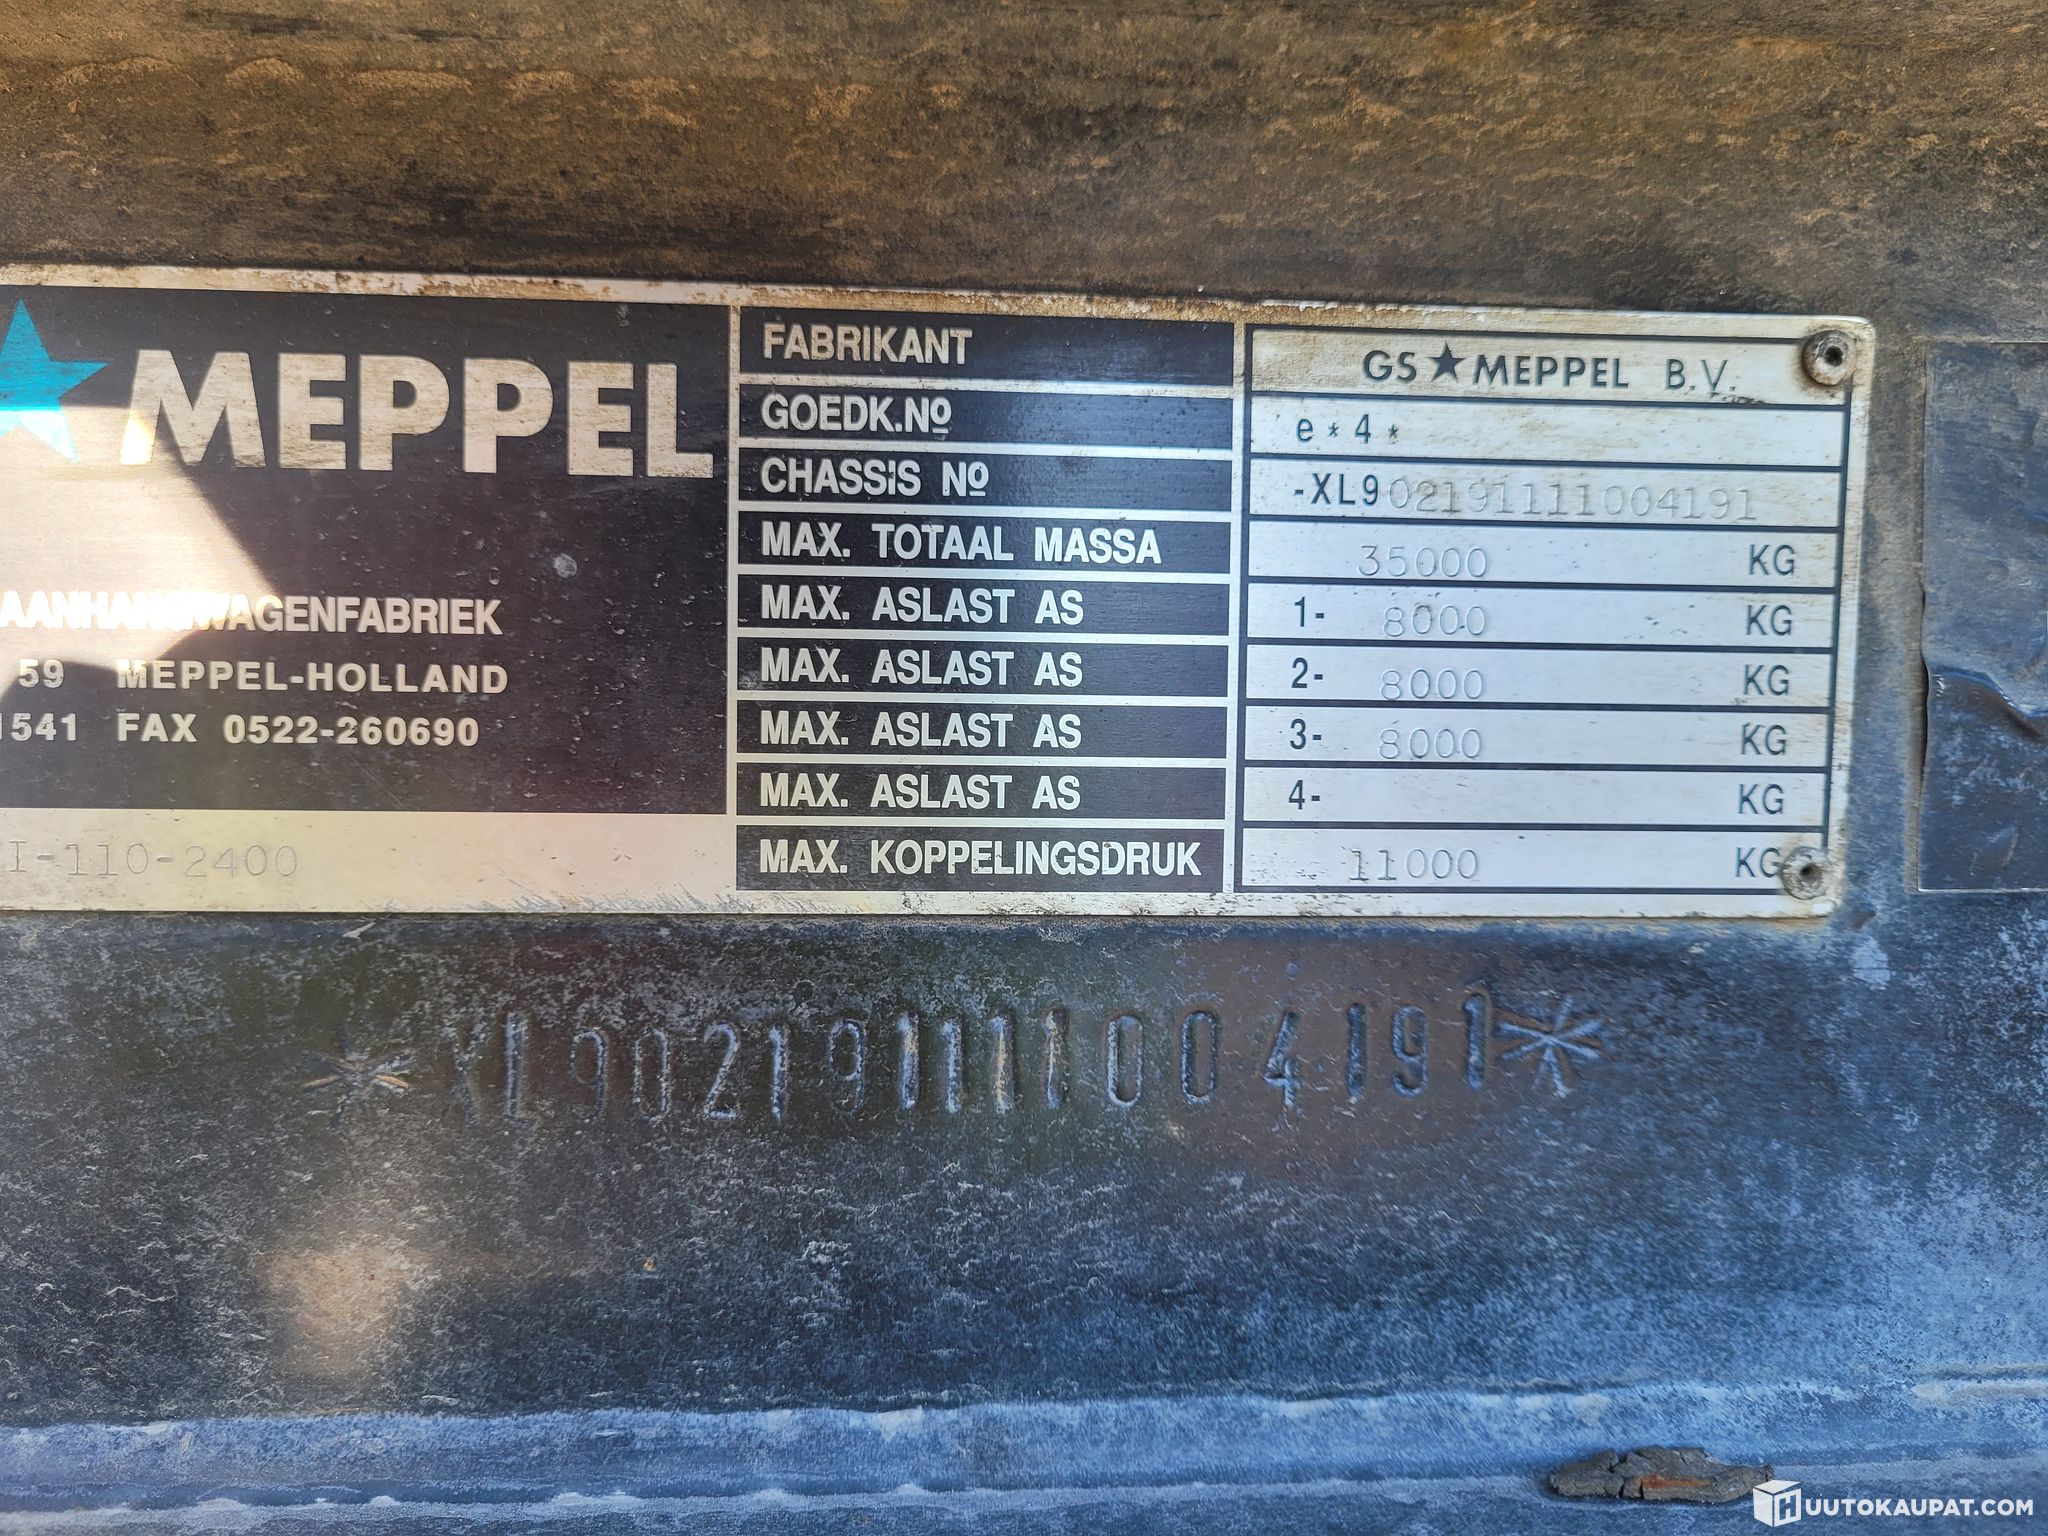 MEPPEL
AANHANGWAGENFABRIEK
59 MEPPEL-HOLLAND
1541 FAX 0522-260690
I-110-2400
FABRIKANT GS★MEPPEL B.V.
GOEDK.Nº e*4*
CHASSIS Nº -XL9021911111004191
MAX. TOTAAL MASSA 35000 KG
MAX. ASLAST AS 1- 8000 KG
MAX. ASLAST AS 2- 8000 KG
MAX. ASLAST AS 3- 8000 KG
MAX. ASLAST AS 4- KG
MAX. KOPPELINGSDRUK 11000 KG
*XL902191111004191*
HUUTOKAUPAT.COM